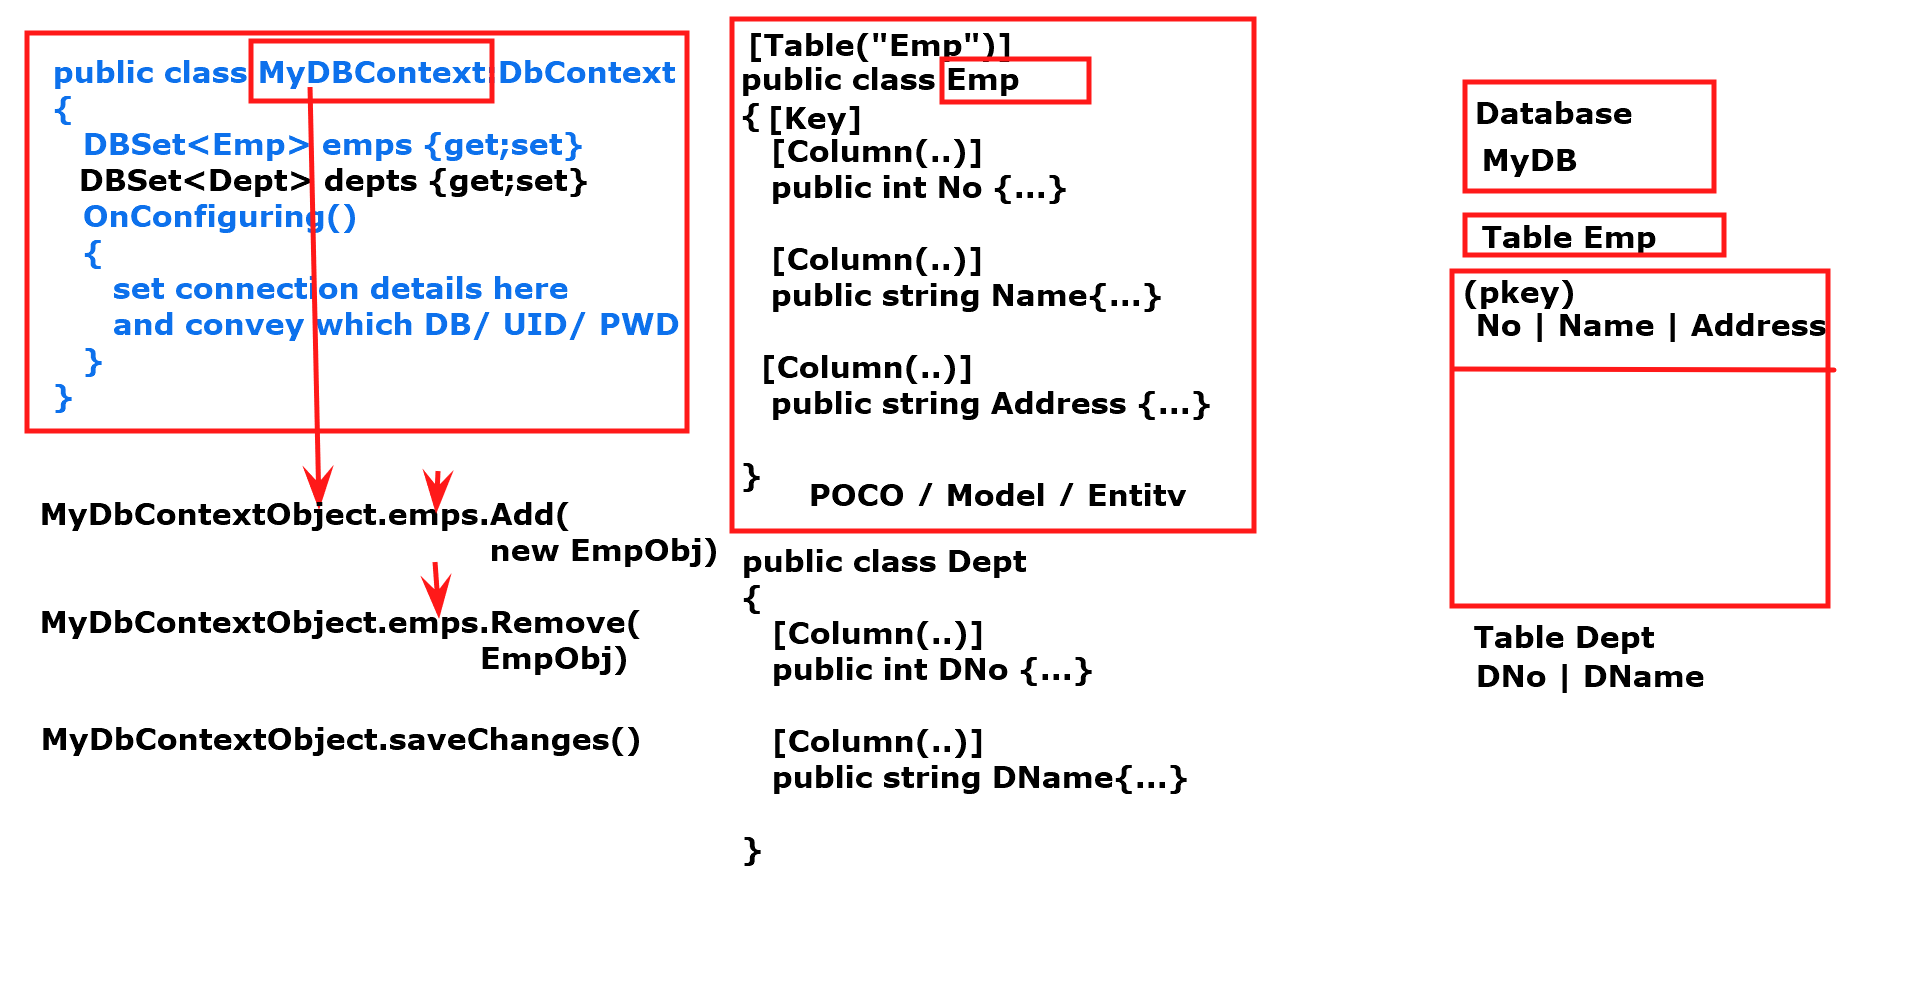 public class MyDBContext:DbContext
{
DBSet<Emp> emps {get;set}
DBSet<Dept> depts {get;set}
OnConfiguring()
{
set connection details here
and convey which DB/ UID/ PWD
}
}
MyDbContextObject.emps.Add(
new EmpObj)
MyDbContextObject.emps.Remove(
EmpObj)
MyDbContextObject.saveChanges()
[Table("Emp")]
public class Emp
{ [Key]
[Column(..)]
public int No {...}
[Column(..)]
public string Name{...}
[Column(..)]
public string Address {...}
}
POCO / Model / Entity
public class Dept
{
[Column(..)]
public int DNo {...}
[Column(..)]
public string DName{...}
}
Database
MyDB
Table Emp
(pkey)
No | Name | Address
Table Dept
DNo | DName